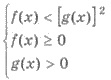 f(x) < [g(x)]²
f(x) ≥ 0
g(x) > 0